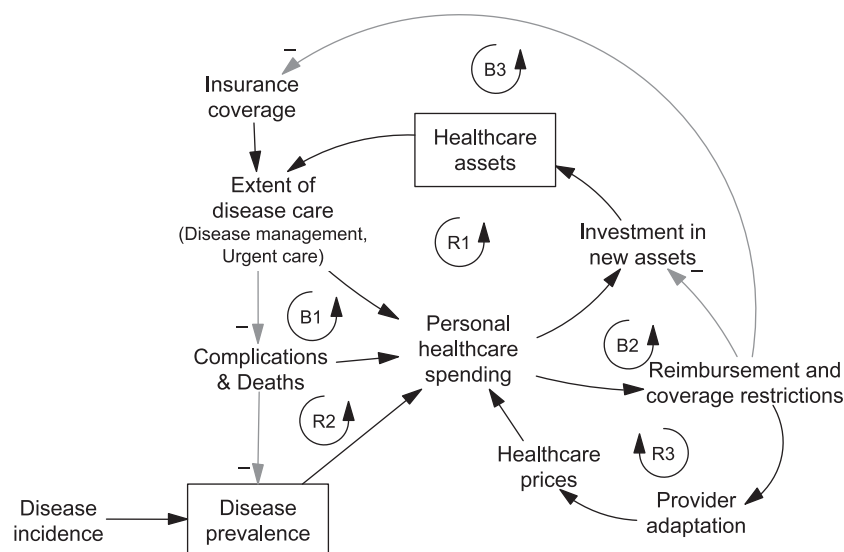 –
B3
Insurance
coverage
Healthcare
assets
Extent of
disease care
(Disease management,
Urgent care)
R1
Investment in
new assets
–
B1
–
Personal
healthcare
spending
B2
Complications
& Deaths
Reimbursement and
coverage restrictions
R2
R3
Healthcare
prices
–
Disease
incidence
Disease
prevalence
Provider
adaptation